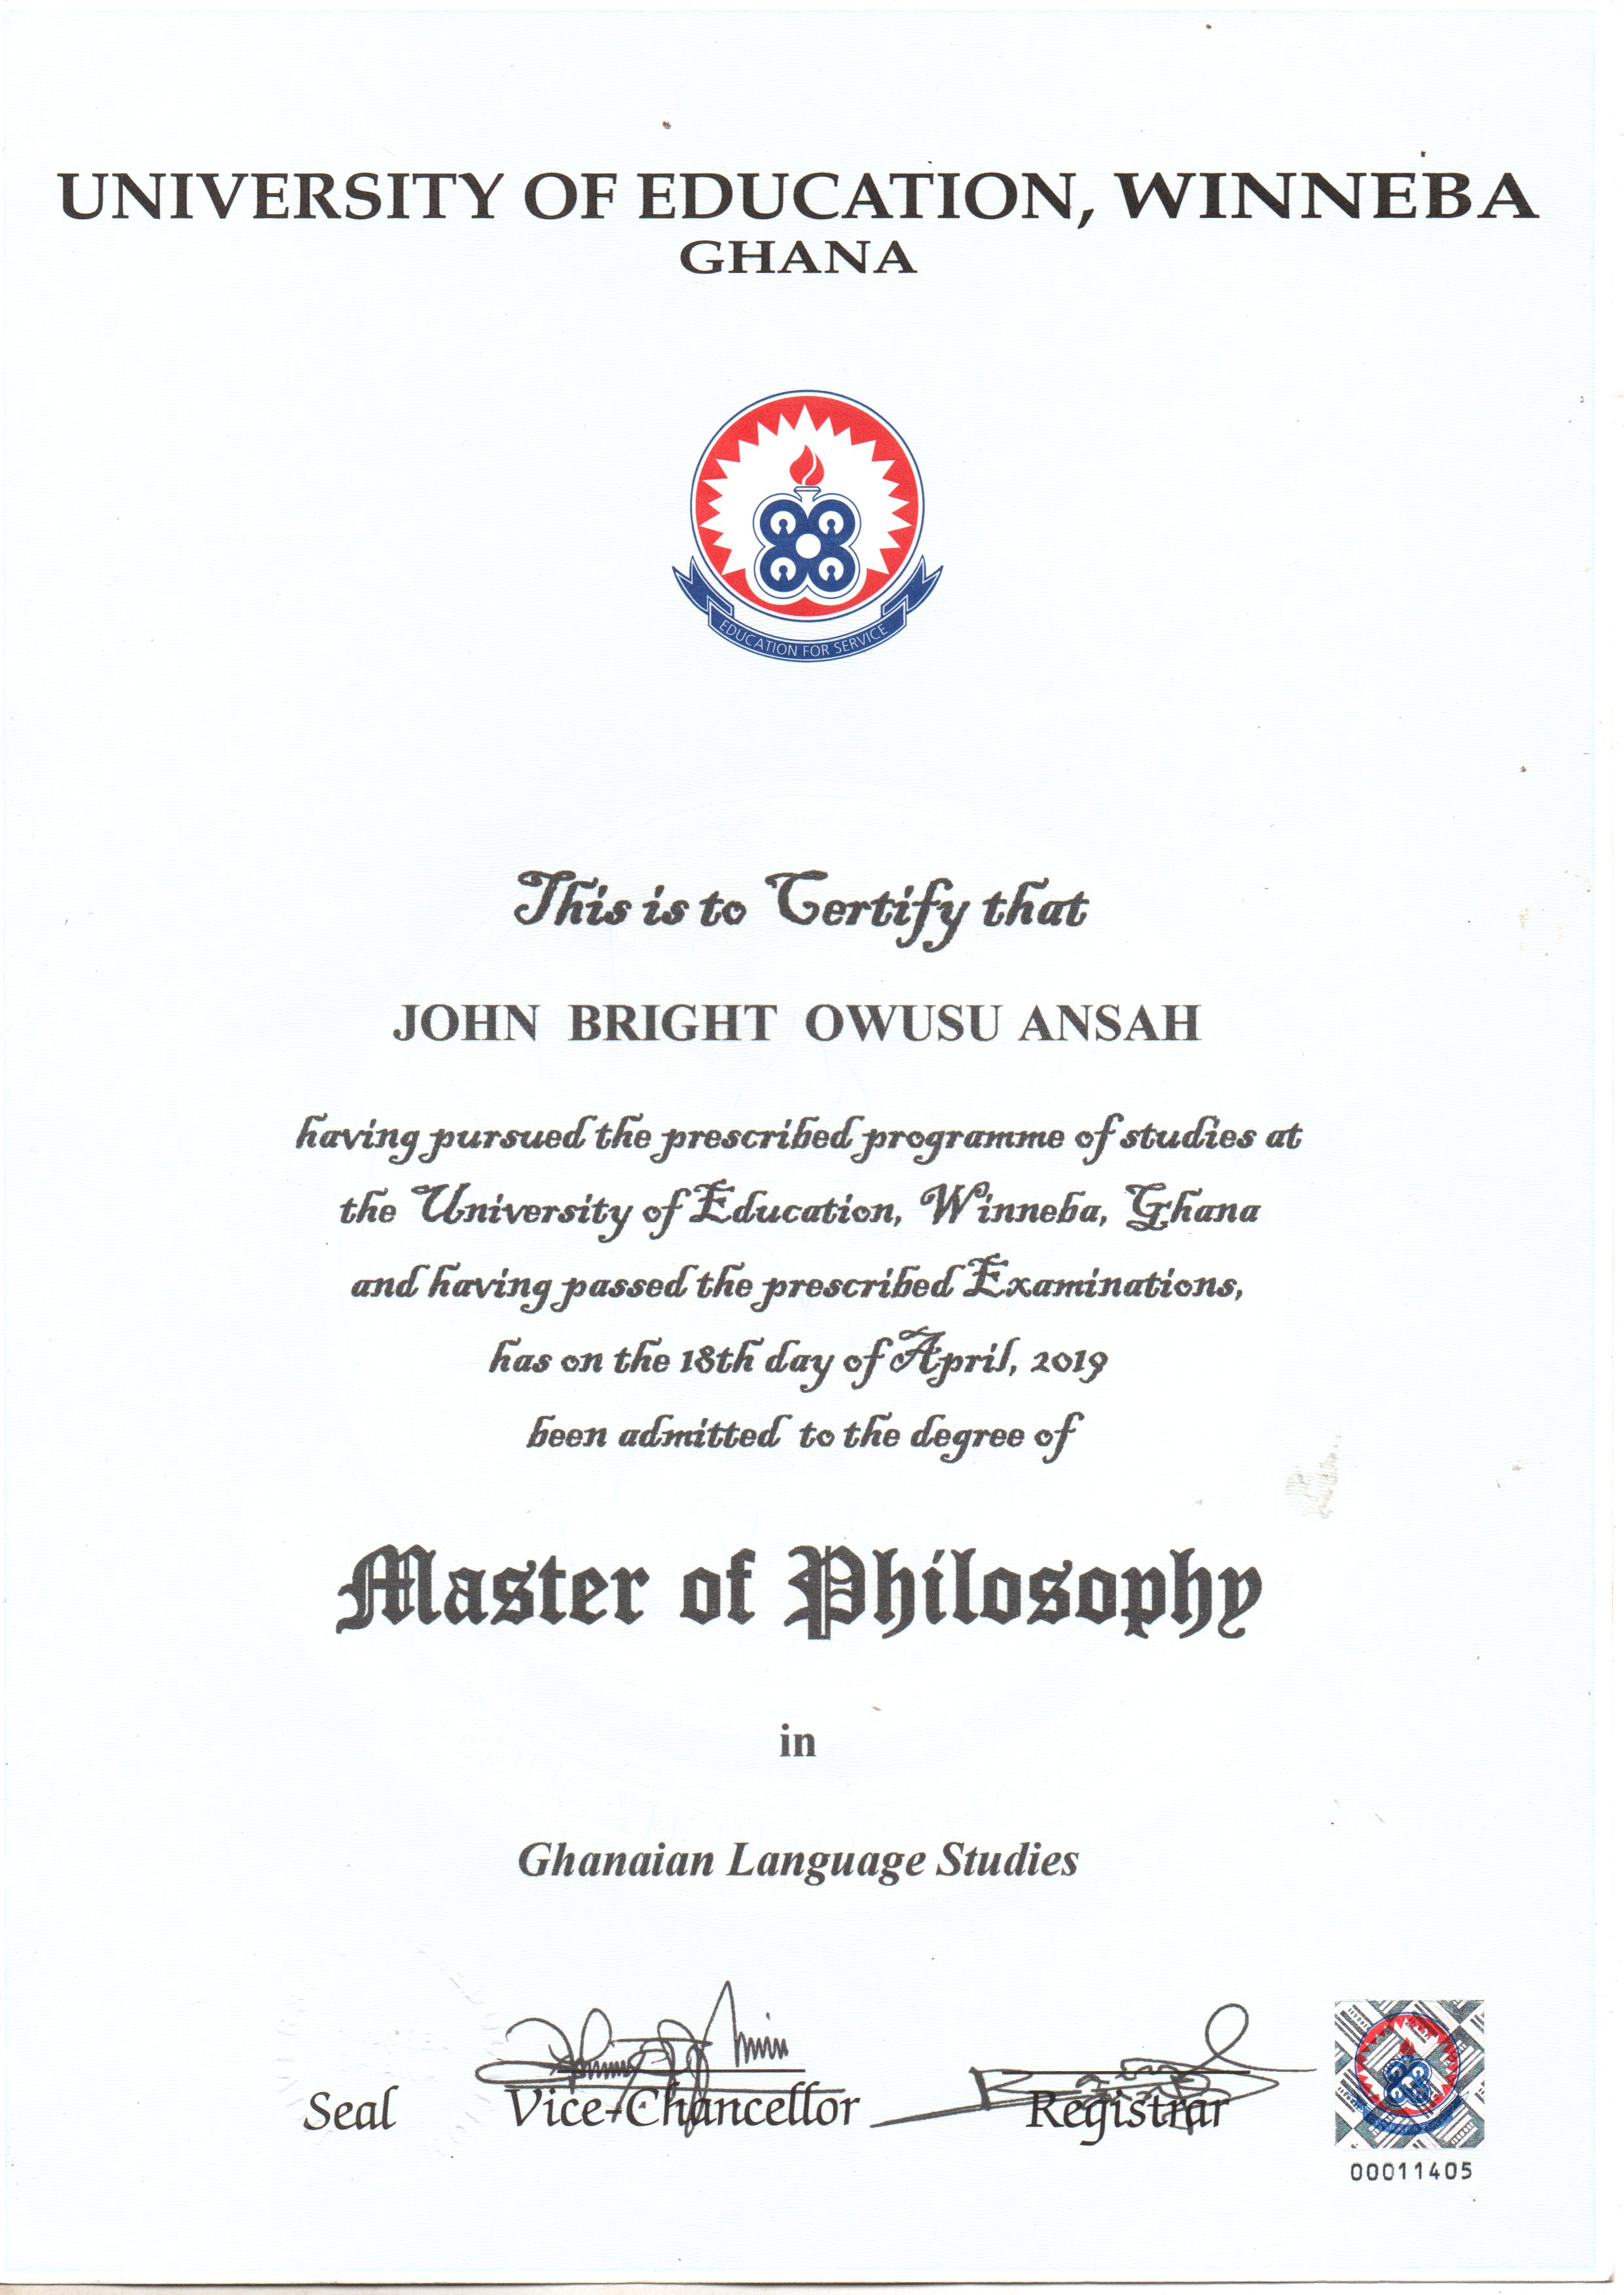 UNIVERSITY OF EDUCATION, WINNEBA
GHANA
EDUCATION FOR SERVICE
This is to Certify that
JOHN BRIGHT OWUSU ANSAH
having pursued the prescribed programme of studies at
the University of Education, Winneba, Ghana
and having passed the prescribed Examinations,
has on the 18th day of April, 2019
been admitted to the degree of
Master of Philosophy
in
Ghanaian Language Studies
Seal
Vice-Chancellor
Registrar
00011405